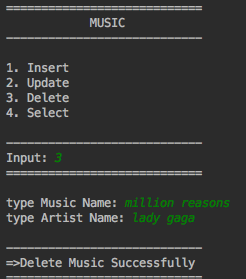 ============================
MUSIC
----------------------------
1. Insert
2. Update
3. Delete
4. Select
----------------------------
Input: 3
============================
type Music Name: million reasons
type Artist Name: lady gaga
----------------------------
=>Delete Music Successfully
============================